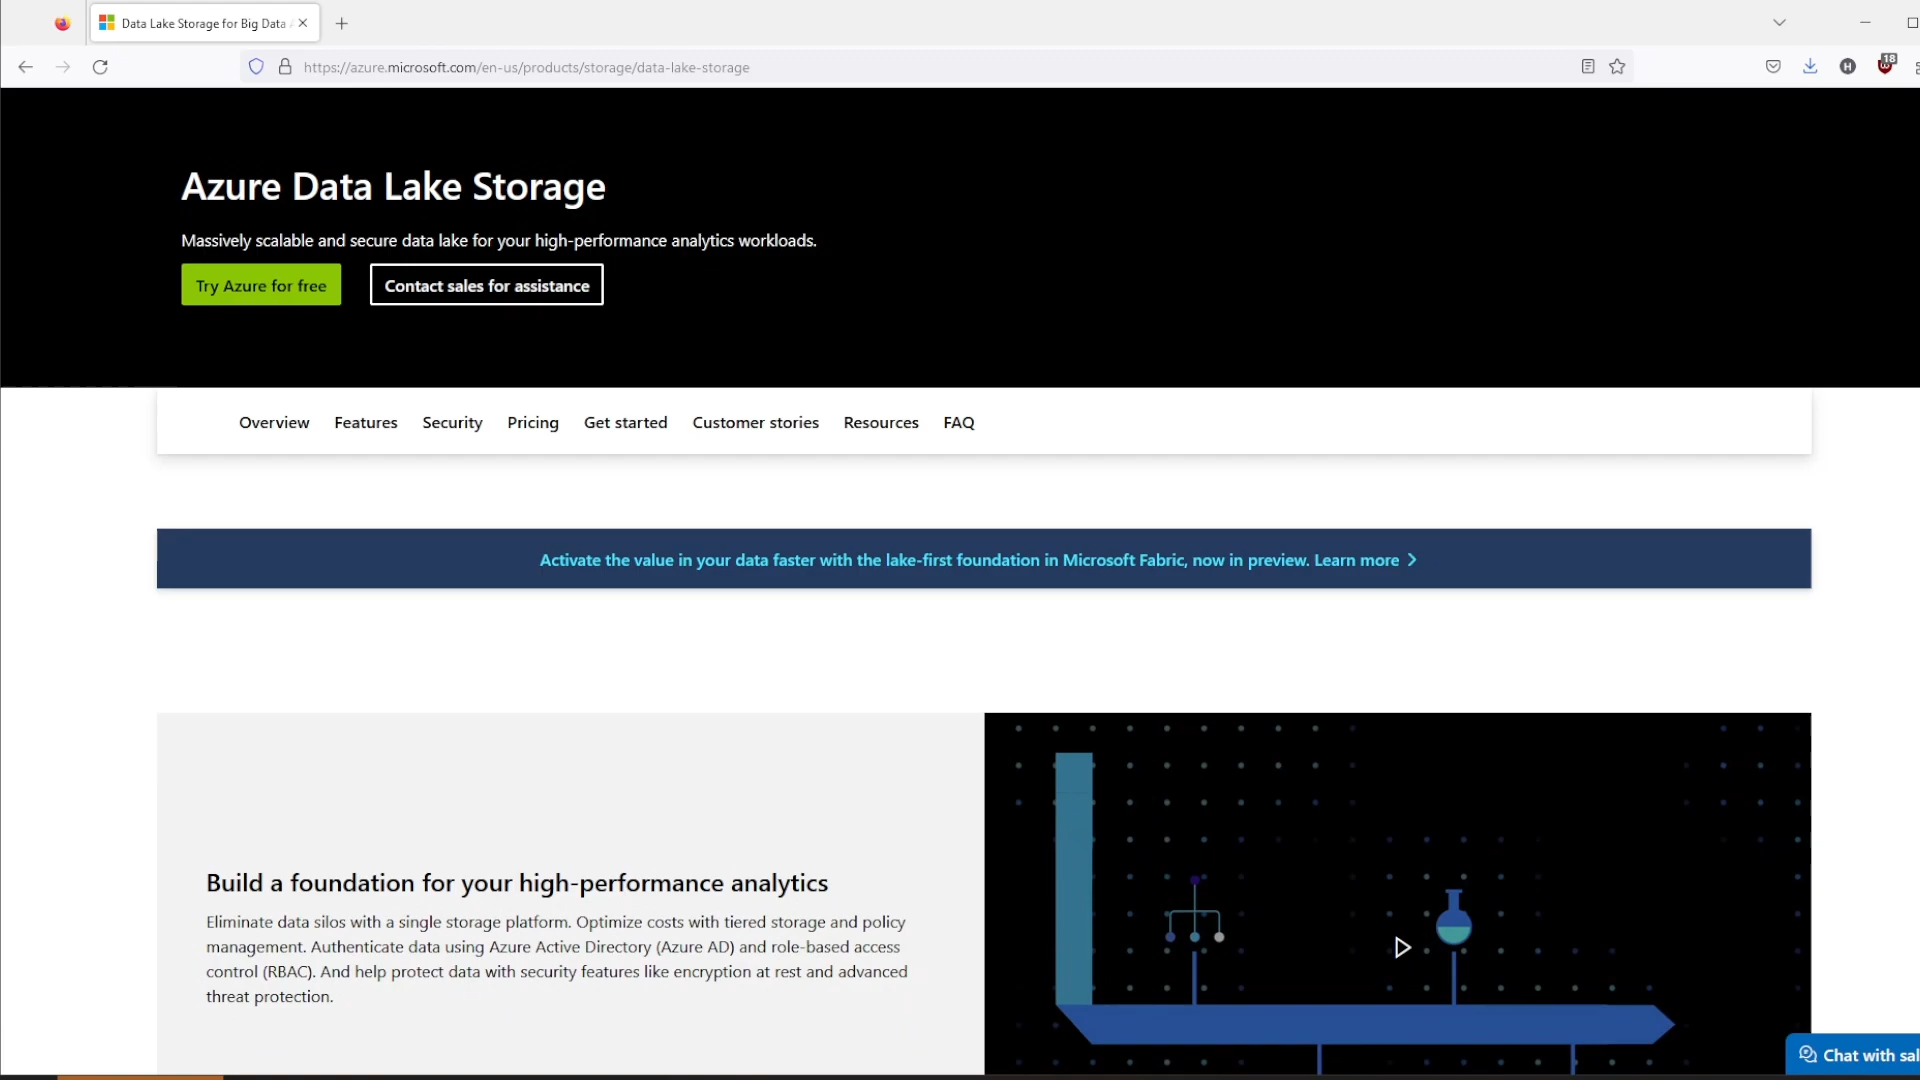 Data Lake Storage for Big Data
https://azure.microsoft.com/en-us/products/storage/data-lake-storage
H
18
Azure Data Lake Storage
Massively scalable and secure data lake for your high-performance analytics workloads.
Try Azure for free
Contact sales for assistance
Overview Features Security Pricing Get started Customer stories Resources FAQ
Activate the value in your data faster with the lake-first foundation in Microsoft Fabric, now in preview. Learn more
Build a foundation for your high-performance analytics
Eliminate data silos with a single storage platform. Optimize costs with tiered storage and policy
management. Authenticate data using Azure Active Directory (Azure AD) and role-based access
control (RBAC). And help protect data with security features like encryption at rest and advanced
threat protection.
Chat with sal